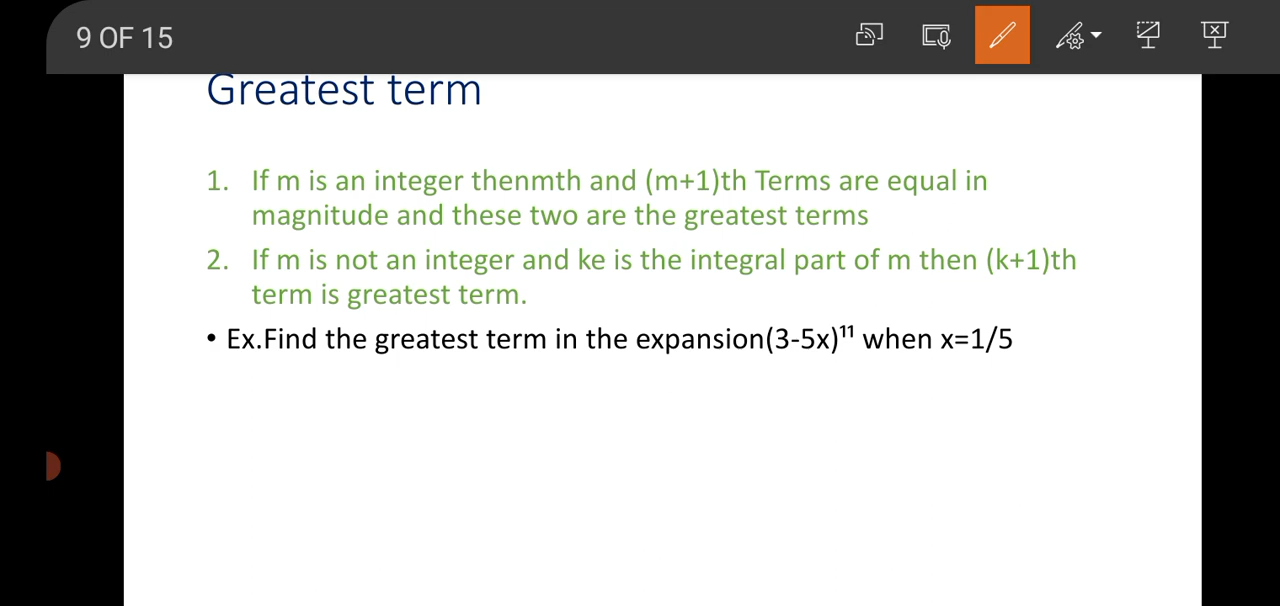 9 OF 15
Greatest term
1. If m is an integer thenmth and (m+1)th Terms are equal in
magnitude and these two are the greatest terms
2. If m is not an integer and ke is the integral part of m then (k+1)th
term is greatest term.
• Ex.Find the greatest term in the expansion(3-5x)¹¹ when x=1/5